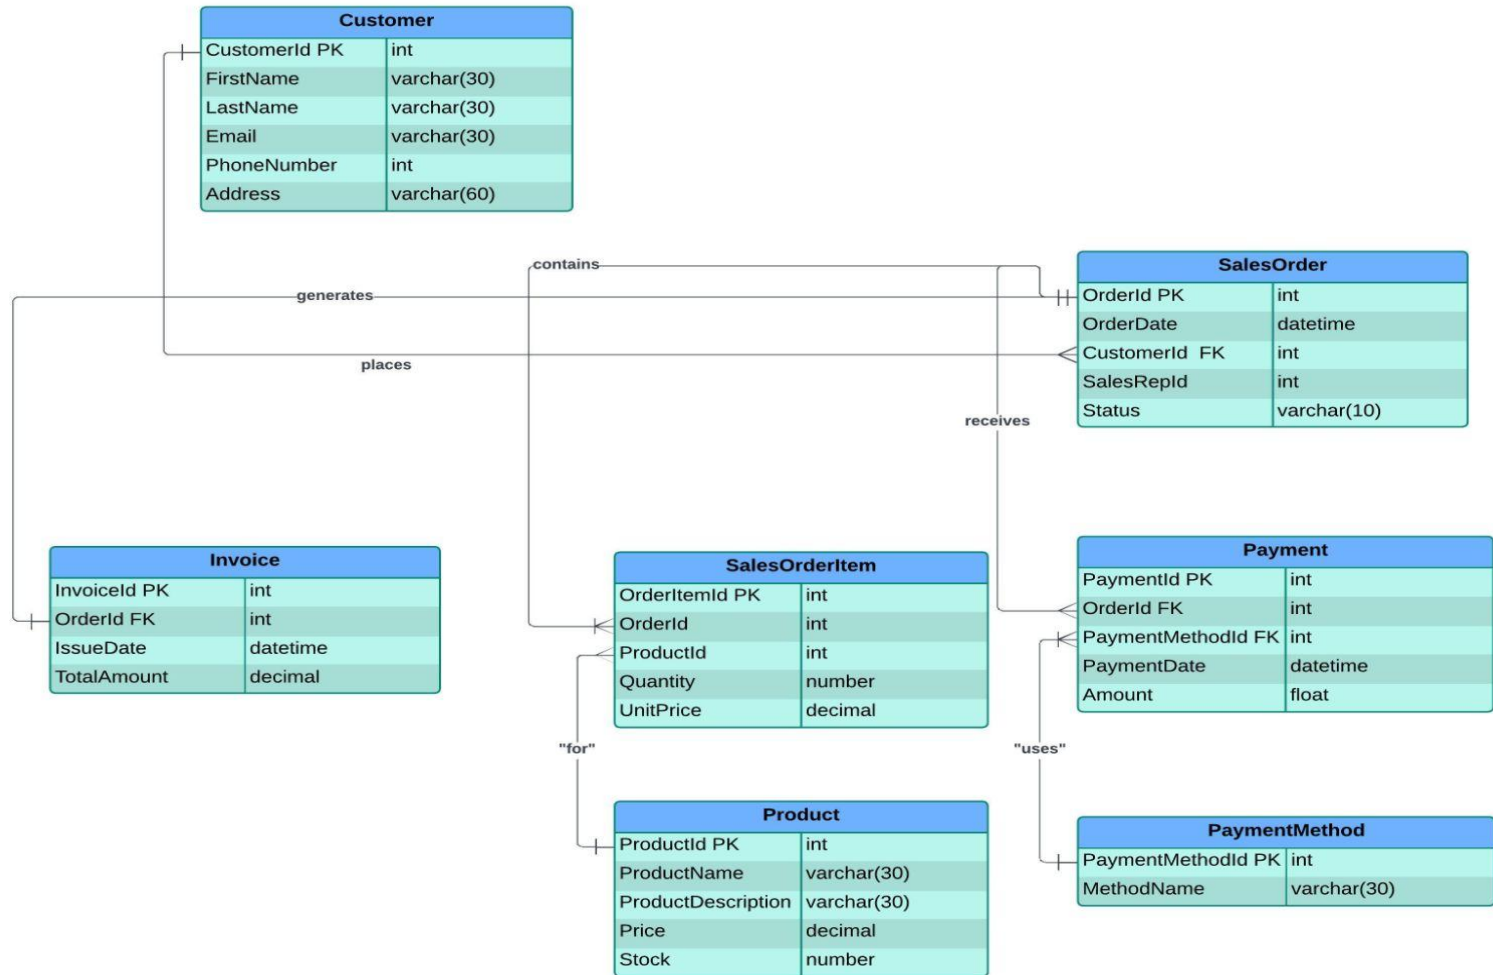 Customer
CustomerId PK int
FirstName varchar(30)
LastName varchar(30)
Email varchar(30)
PhoneNumber int
Address varchar(60)
contains
generates
places
receives
SalesOrder
OrderId PK int
OrderDate datetime
CustomerId  FK int
SalesRepId int
Status varchar(10)
Invoice
InvoiceId PK int
OrderId FK int
IssueDate datetime
TotalAmount decimal
SalesOrderItem
OrderItemId PK int
OrderId int
ProductId int
Quantity number
UnitPrice decimal
Payment
PaymentId PK int
OrderId FK int
PaymentMethodId FK int
PaymentDate datetime
Amount float
"for"
"uses"
Product
ProductId PK int
ProductName varchar(30)
ProductDescription varchar(30)
Price decimal
Stock number
PaymentMethod
PaymentMethodId PK int
MethodName varchar(30)